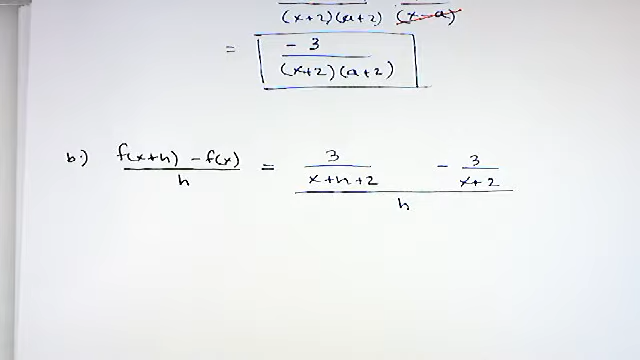 (x+2)(a+2) (x-a)
= -3
(x+2)(a+2)
b.) f(x+h) - f(x) = 3 - 3
h x+h+2 x+2
h